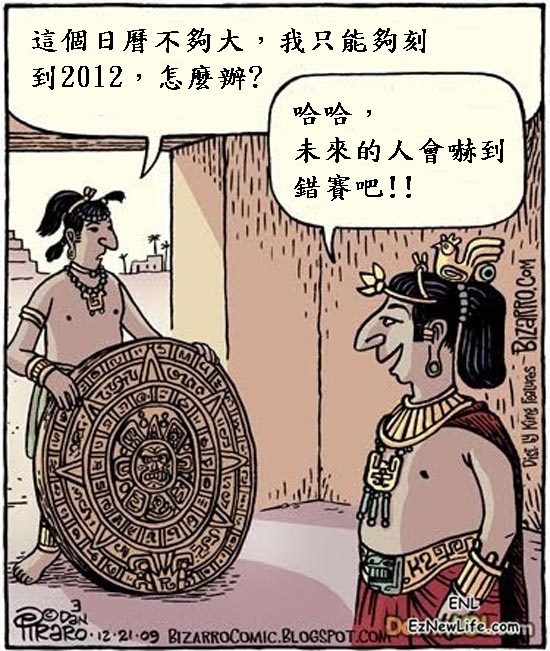 這個日曆不夠大，我只能夠刻
到2012，怎麼辦?
哈哈，
未來的人會嚇到
錯賽吧!!
Dist. by King Features BIZARRO.COM
© DAN
PIRARO
3
12·21·09 BIZARROCOMIC.BLOGSPOT.COM
ENL
EzNewLife.com